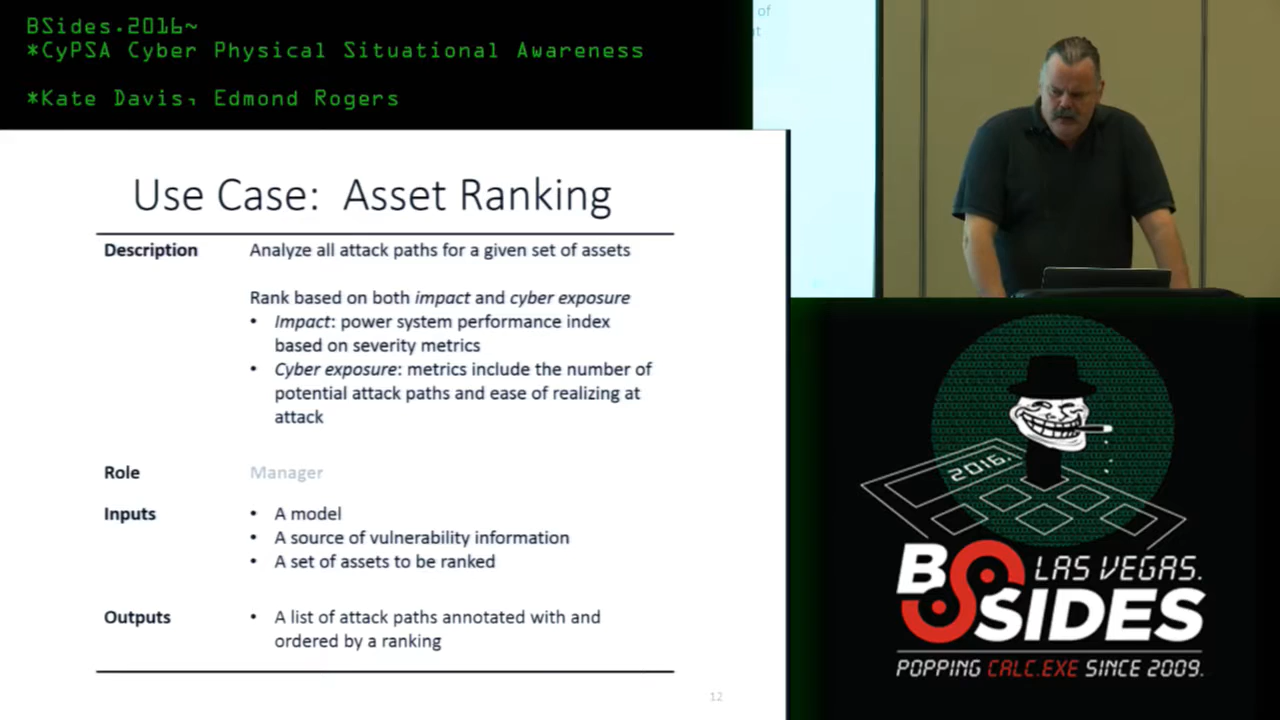 BSides.2016~
*CyPSA Cyber Physical Situational Awareness
*Kate Davis, Edmond Rogers
of
Use Case:  Asset Ranking
Description Analyze all attack paths for a given set of assets
Rank based on both impact and cyber exposure
• Impact: power system performance index
based on severity metrics
• Cyber exposure: metrics include the number of
potential attack paths and ease of realizing at
attack
Role Manager
Inputs • A model
• A source of vulnerability information
• A set of assets to be ranked
Outputs • A list of attack paths annotated with and
ordered by a ranking
12
2016.
BSIDES LAS VEGAS.
POPPING CALC.EXE SINCE 2009.